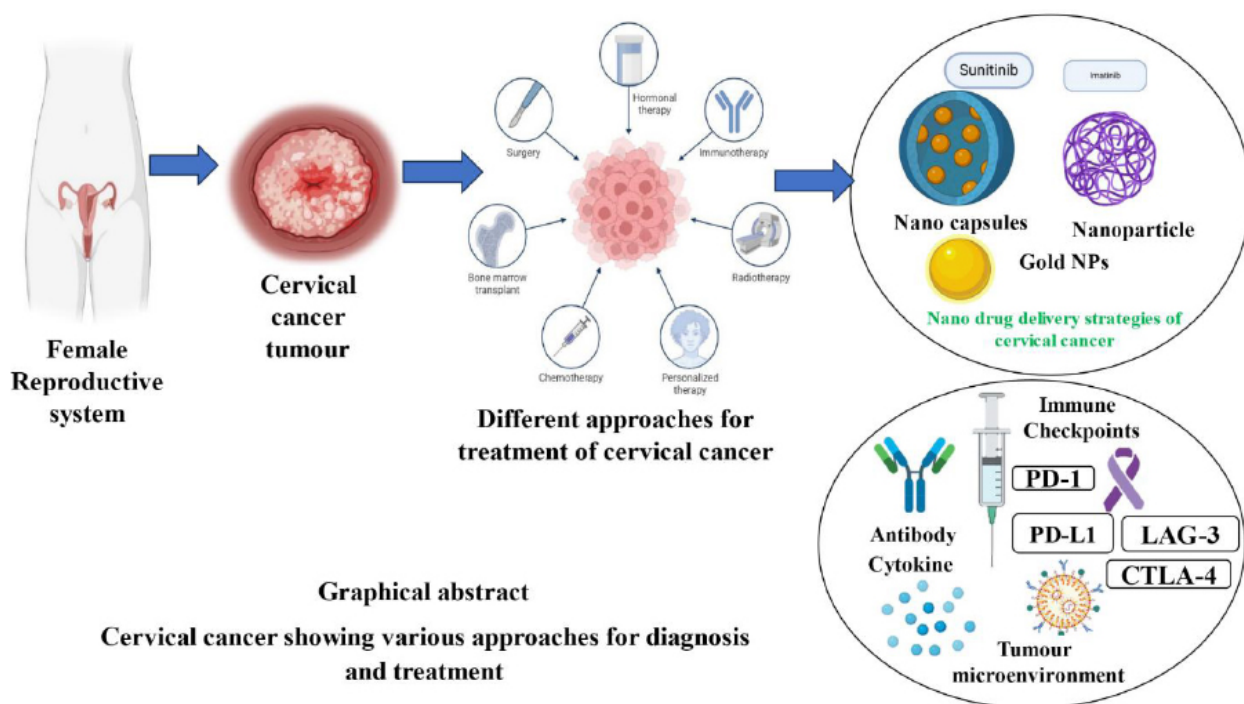 Female
Reproductive
system
Cervical
cancer
tumour
Hormonal
therapy
Surgery
Immunotherapy
Bone marrow
transplant
Radiotherapy
Chemotherapy
Personalized
therapy
Different approaches for
treatment of cervical cancer
Sunitinib
Imatinib
Nano capsules
Nanoparticle
Gold NPs
Nano drug delivery strategies of
cervical cancer
Immune
Checkpoints
PD-1
PD-L1
LAG-3
CTLA-4
Antibody
Cytokine
Tumour
microenvironment
Graphical abstract
Cervical cancer showing various approaches for diagnosis
and treatment